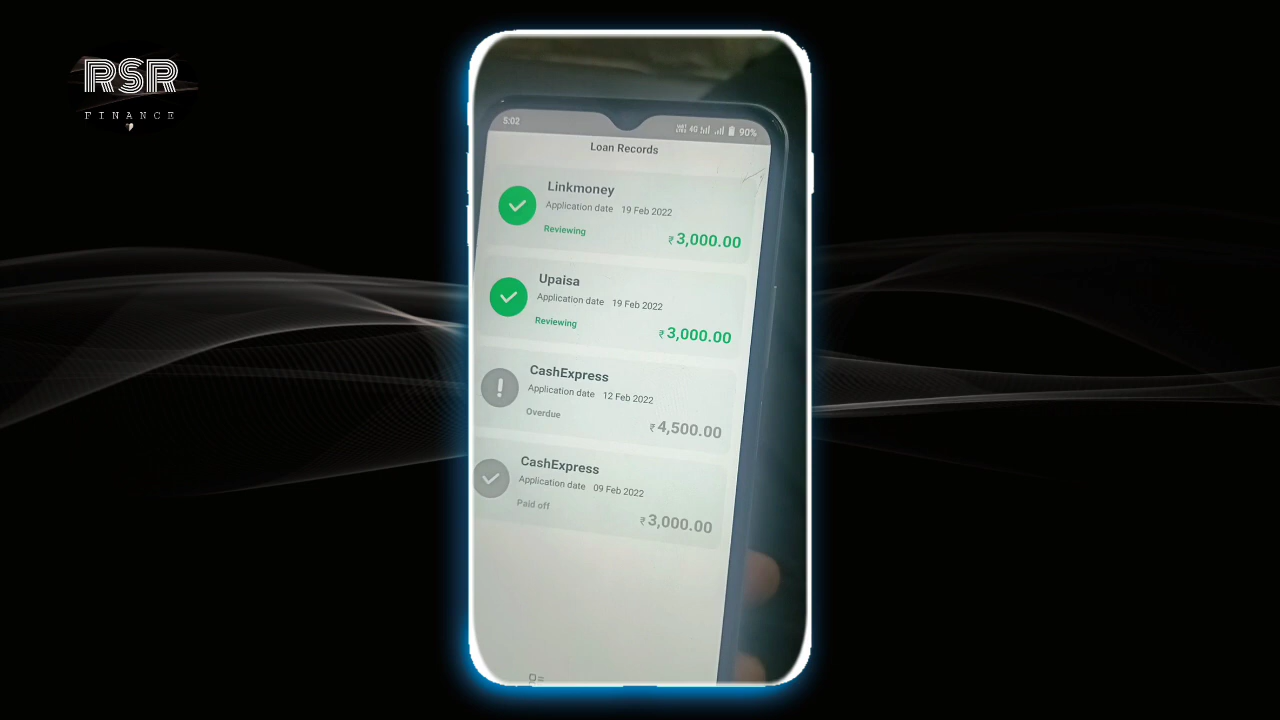 RSR
FINANCE
5:02
4G
90%
Loan Records
Linkmoney
Application date 19 Feb 2022
Reviewing
₹3,000.00
Upaisa
Application date 19 Feb 2022
Reviewing
₹3,000.00
CashExpress
Application date 12 Feb 2022
Overdue
₹4,500.00
CashExpress
Application date 09 Feb 2022
Paid off
₹3,000.00